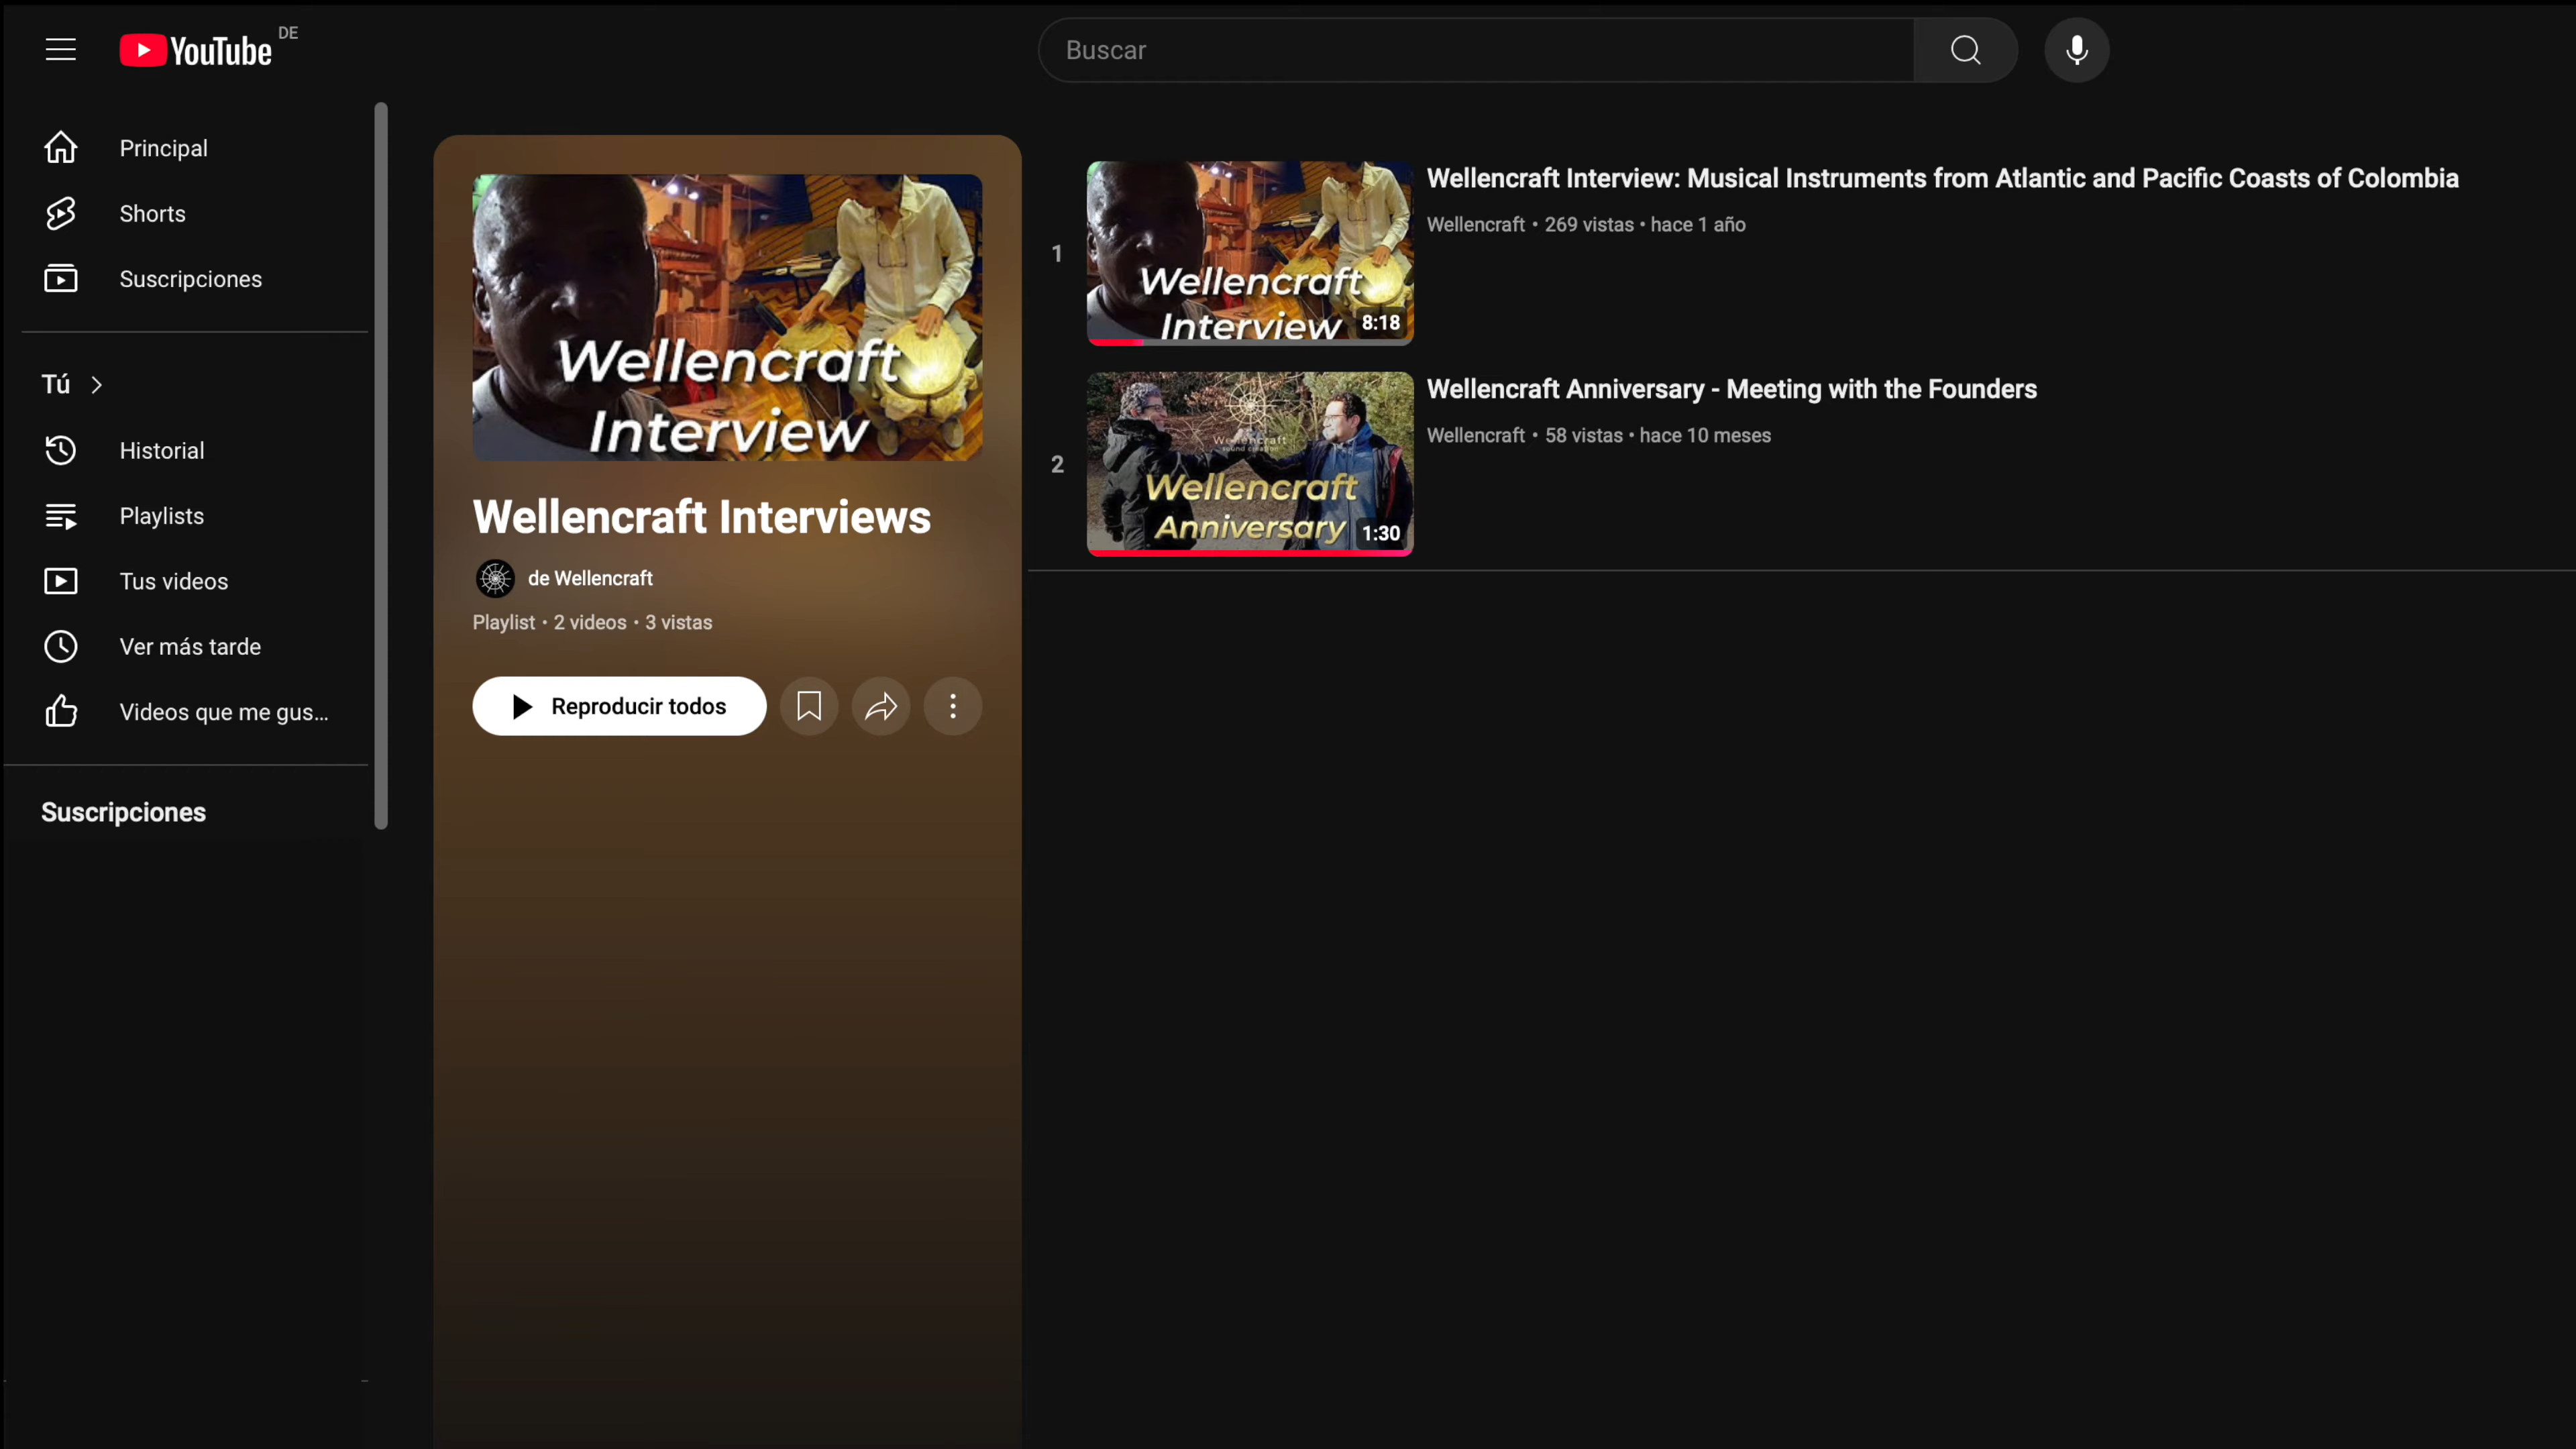 YouTube DE
Buscar
Principal
Shorts
Suscripciones
Tú
Historial
Playlists
Tus videos
Ver más tarde
Videos que me gus...
Suscripciones
Wellencraft
Interview
Wellencraft Interviews
de Wellencraft
Playlist • 2 videos • 3 vistas
Reproducir todos
1
Wellencraft
Interview
8:18
Wellencraft Interview: Musical Instruments from Atlantic and Pacific Coasts of Colombia
Wellencraft • 269 vistas • hace 1 año
2
Wellencraft
sound creation
Wellencraft
Anniversary
1:30
Wellencraft Anniversary - Meeting with the Founders
Wellencraft • 58 vistas • hace 10 meses